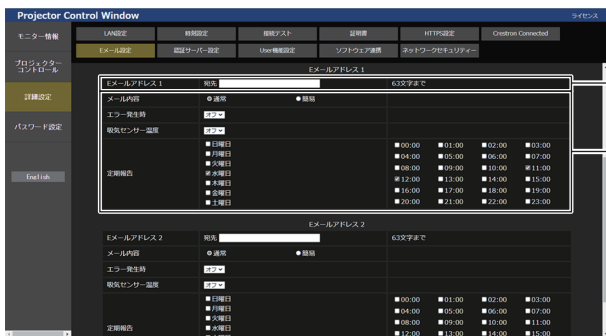 Projector Control Window
ライセンス
モニター情報
プロジェクター
コントロール
詳細設定
パスワード設定
English
LAN設定 時刻設定 接続テスト 証明書 HTTPS設定 Crestron Connected
Eメール設定 認証サーバー設定 User機能設定 ソフトウェア連携 ネットワークセキュリティー
Eメールアドレス 1
Eメールアドレス 1 宛先 63文字まで
メール内容 通常 簡易
エラー発生時 オフ
吸気センサー温度 オフ
定期報告
日曜日
月曜日
火曜日
水曜日
木曜日
金曜日
土曜日
00:00 01:00 02:00 03:00
04:00 05:00 06:00 07:00
08:00 09:00 10:00 11:00
12:00 13:00 14:00 15:00
16:00 17:00 18:00 19:00
20:00 21:00 22:00 23:00
Eメールアドレス 2
Eメールアドレス 2 宛先 63文字まで
メール内容 通常 簡易
エラー発生時 オフ
吸気センサー温度 オフ
定期報告
日曜日
月曜日
火曜日
水曜日
木曜日
00:00 01:00 02:00 03:00
04:00 05:00 06:00 07:00
08:00 09:00 10:00 11:00
12:00 13:00 14:00 15:00